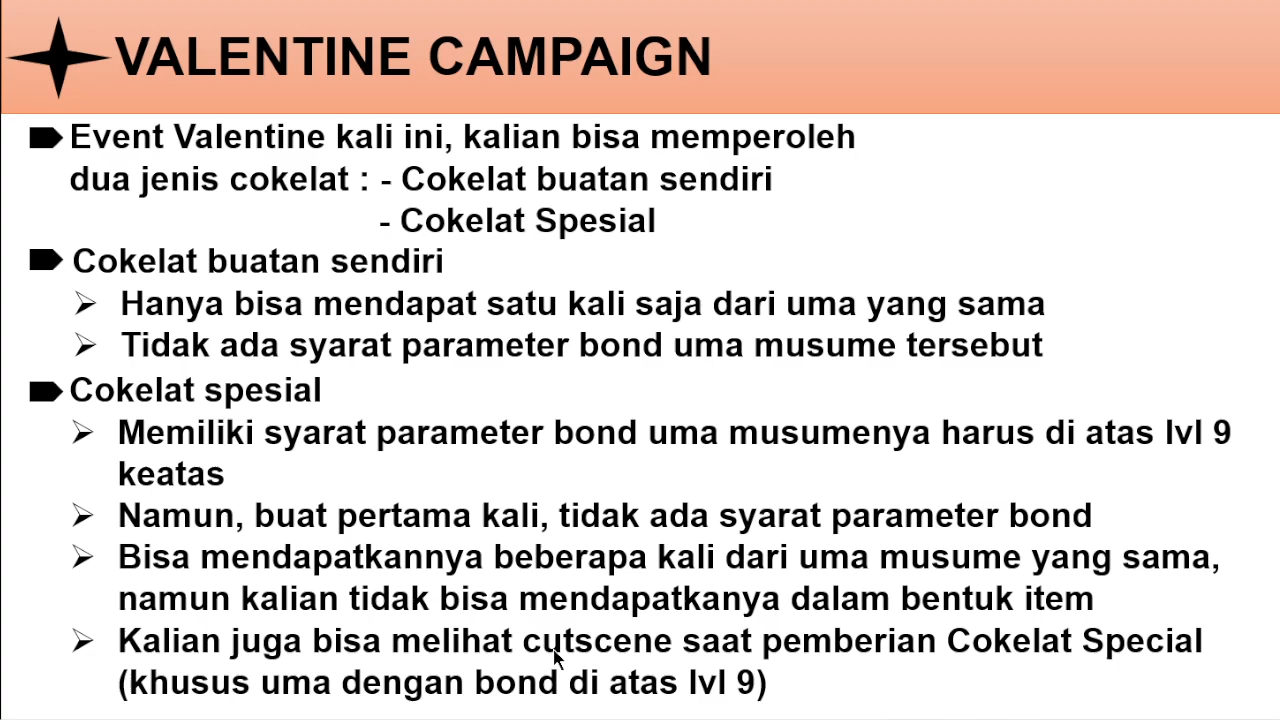 VALENTINE CAMPAIGN
Event Valentine kali ini, kalian bisa memperoleh
dua jenis cokelat : - Cokelat buatan sendiri
- Cokelat Spesial
Cokelat buatan sendiri
Hanya bisa mendapat satu kali saja dari uma yang sama
Tidak ada syarat parameter bond uma musume tersebut
Cokelat spesial
Memiliki syarat parameter bond uma musumenya harus di atas lvl 9
keatas
Namun, buat pertama kali, tidak ada syarat parameter bond
Bisa mendapatkannya beberapa kali dari uma musume yang sama,
namun kalian tidak bisa mendapatkanya dalam bentuk item
Kalian juga bisa melihat cutscene saat pemberian Cokelat Special
(khusus uma dengan bond di atas lvl 9)